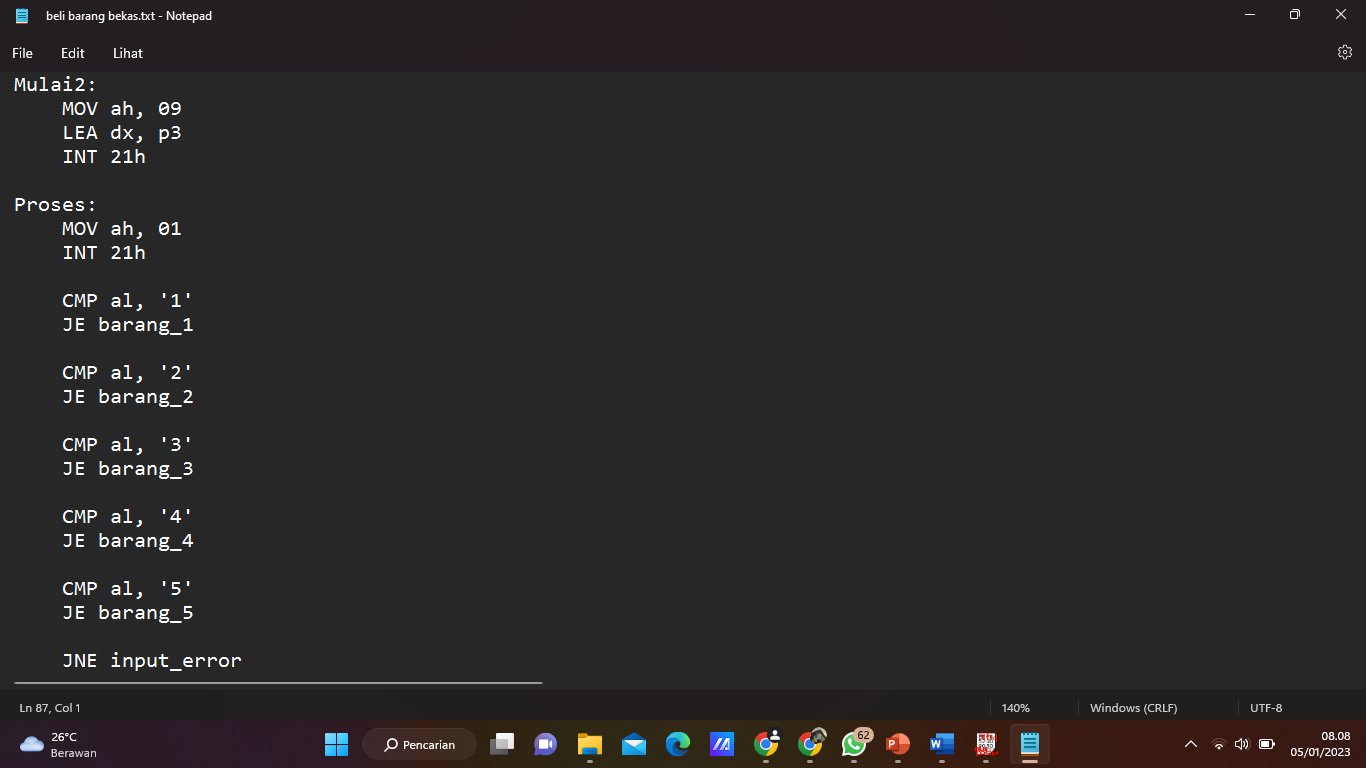 beli barang bekas.txt - Notepad
File Edit Lihat
Mulai2:
MOV ah, 09
LEA dx, p3
INT 21h
Proses:
MOV ah, 01
INT 21h
CMP al, '1'
JE barang_1
CMP al, '2'
JE barang_2
CMP al, '3'
JE barang_3
CMP al, '4'
JE barang_4
CMP al, '5'
JE barang_5
JNE input_error
Ln 87, Col 1 140% Windows (CRLF) UTF-8
26°C
Berawan
Pencarian
62
08.08
05/01/2023